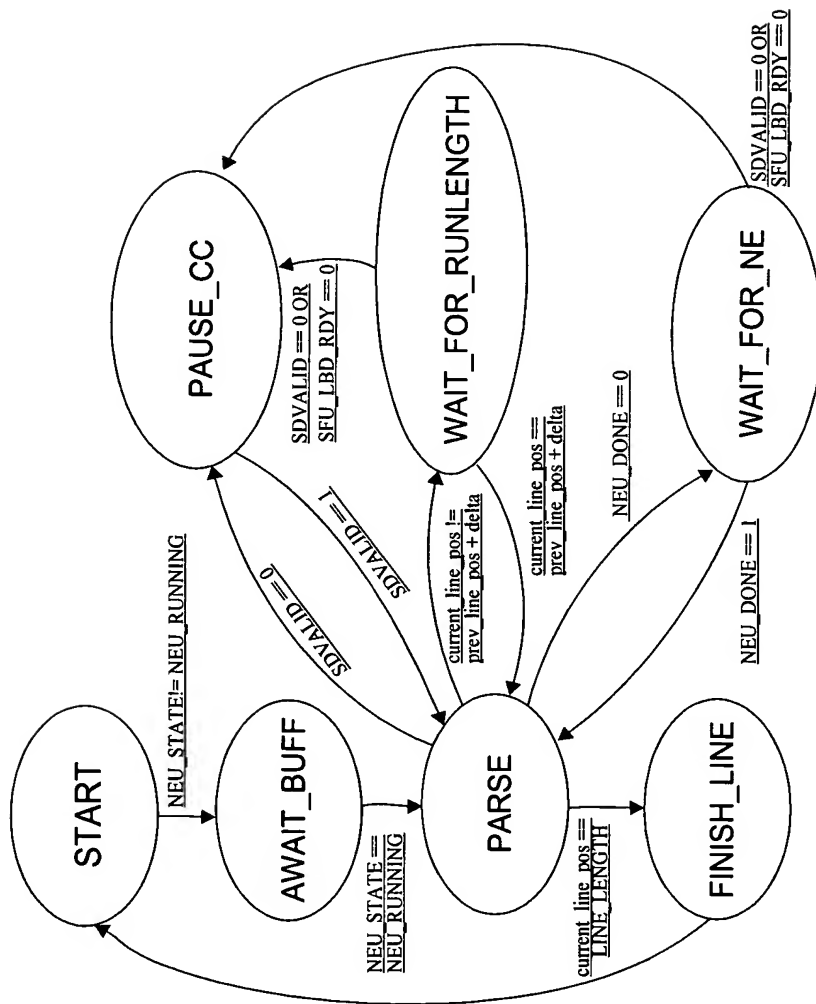 START
NEU_STATE!= NEU_RUNNING
AWAIT_BUFF
NEU_STATE ==
NEU_RUNNING
PARSE
current_line_pos ==
LINE_LENGTH
FINISH_LINE
PAUSE_CC
SDVALID == 0
SDVALID == 1
SDVALID == 0 OR
SFU_LBD_RDY == 0
WAIT_FOR_RUNLENGTH
current_line_pos !=
prev_line_pos + delta
current_line_pos ==
prev_line_pos + delta
NEU_DONE == 0
NEU_DONE == 1
WAIT_FOR_NE
SDVALID == 0 OR
SFU_LBD_RDY == 0